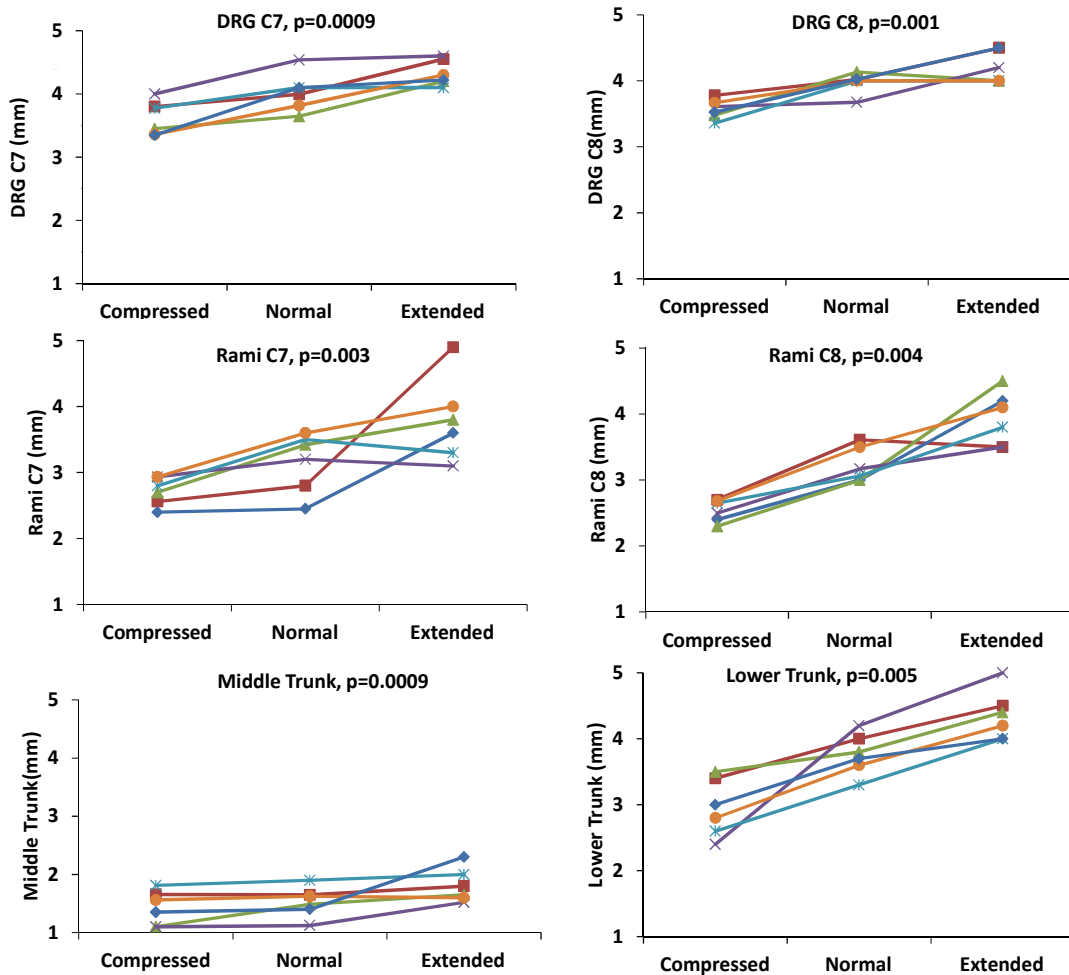 DRG C7, p=0.0009
DRG C7 (mm)
5
4
3
2
1
Compressed Normal Extended
DRG C8, p=0.001
DRG C8(mm)
5
4
3
2
1
Compressed Normal Extended
Rami C7, p=0.003
Rami C7 (mm)
5
4
3
2
1
Compressed Normal Extended
Rami C8, p=0.004
Rami C8 (mm)
5
4
3
2
1
Compressed Normal Extended
Middle Trunk, p=0.0009
Middle Trunk(mm)
5
4
3
2
1
Compressed Normal Extended
Lower Trunk, p=0.005
Lower Trunk (mm)
5
4
3
2
1
Compressed Normal Extended